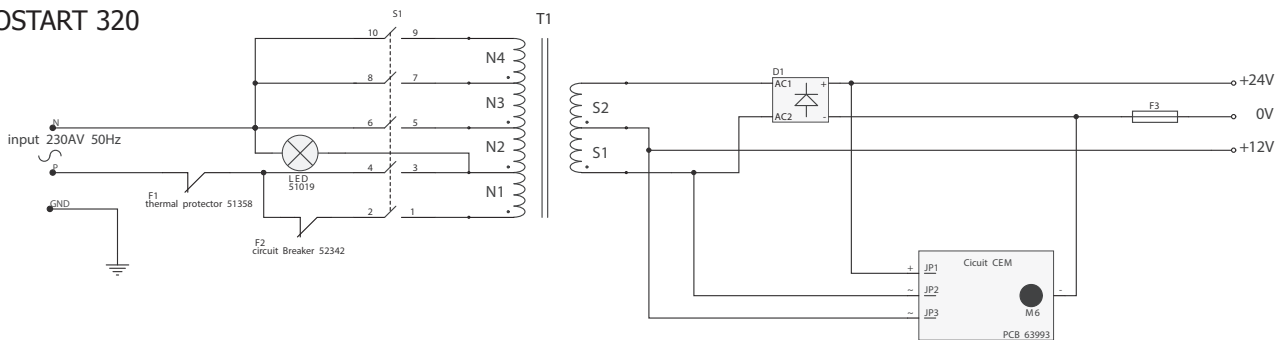 OSTART 320
S1
T1
10 9
N4
8 7
N3
6 5
N2
4 3
N1
2 1
N
input 230AV 50Hz
P
GND
F1
thermal protector 51358
LED
51019
F2
circuit Breaker 52342
S2
S1
D1
AC1 +
AC2 -
+24V
F3
0V
+12V
Cicuit CEM
+ JP1
~ JP2
~ JP3
-
M6
PCB 63993